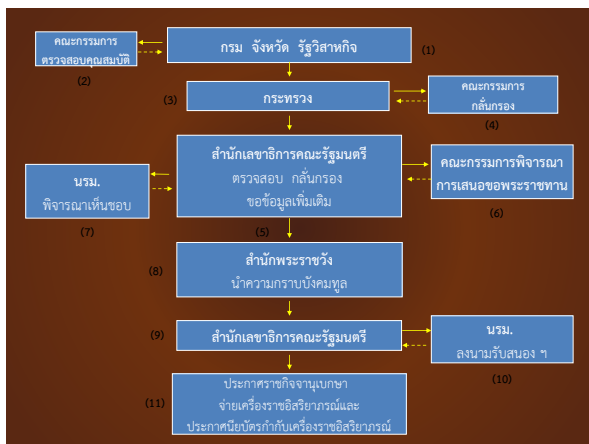 กรม จังหวัด รัฐวิสาหกิจ
(1)
คณะกรรมการ
ตรวจสอบคุณสมบัติ
(2)
(3)
กระทรวง
คณะกรรมการ
กลั่นกรอง
(4)
สำนักเลขาธิการคณะรัฐมนตรี
ตรวจสอบ กลั่นกรอง
ขอข้อมูลเพิ่มเติม
(5)
คณะกรรมการพิจารณา
การเสนอขอพระราชทาน
(6)
นรม.
พิจารณาเห็นชอบ
(7)
(8)
สำนักพระราชวัง
นำความกราบบังคมทูล
(9)
สำนักเลขาธิการคณะรัฐมนตรี
นรม.
ลงนามรับสนอง ฯ
(10)
(11)
ประกาศราชกิจจานุเบกษา
จ่ายเครื่องราชอิสริยาภรณ์และ
ประกาศนียบัตรกำกับเครื่องราชอิสริยาภรณ์